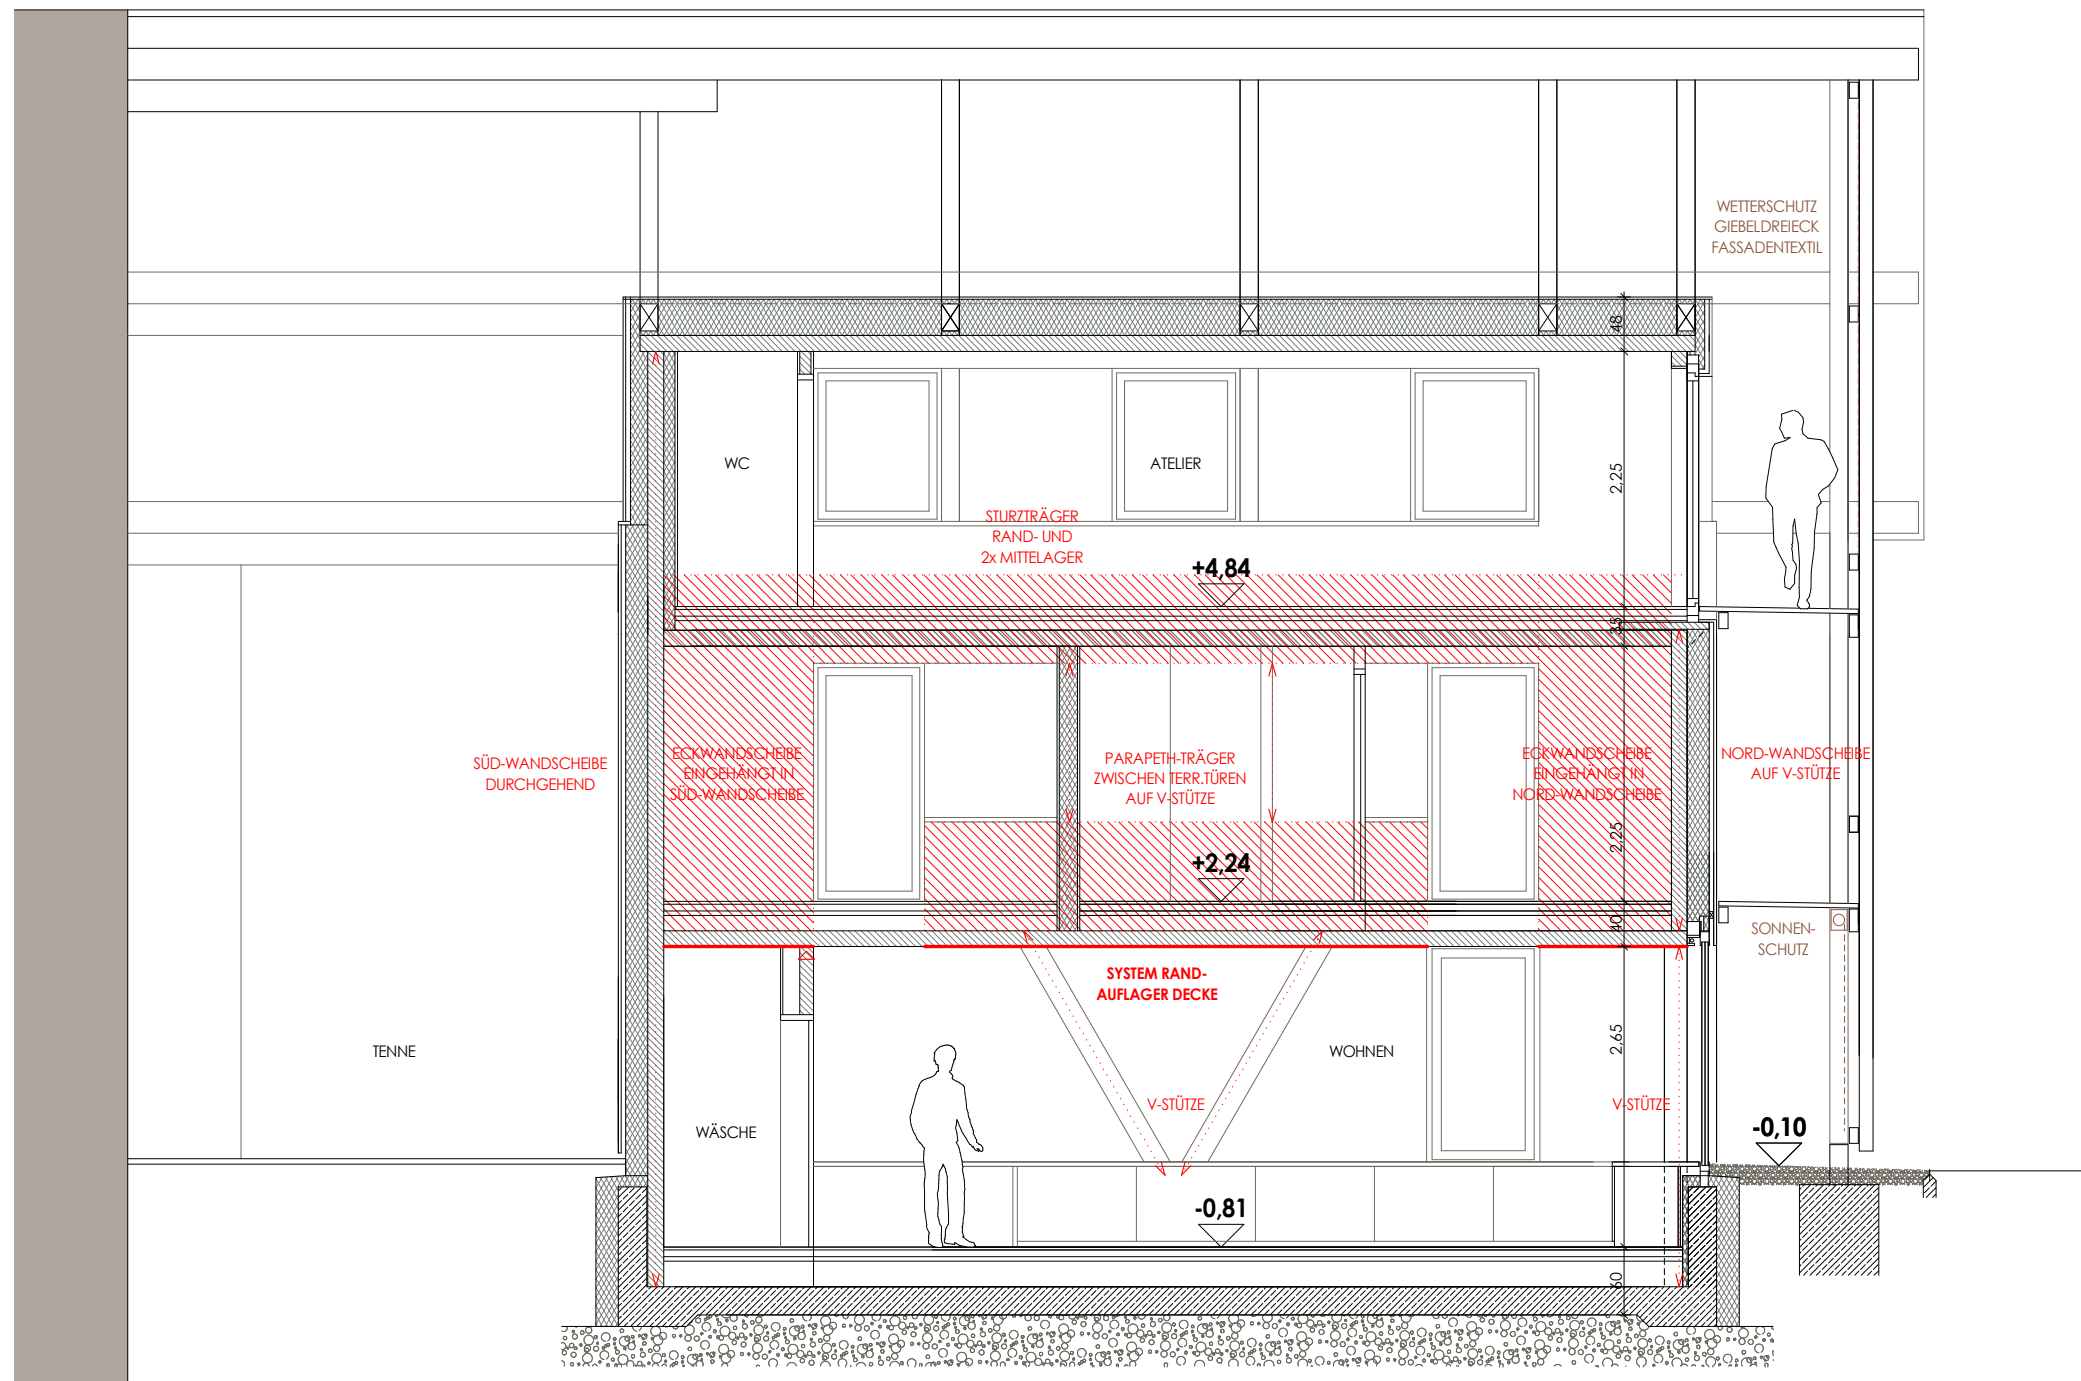 WETTERSCHUTZ
GIEBELDREIECK
FASSADENTEXTIL
48
WC
ATELIER
2,25
STURZTRÄGER
RAND- UND
2x MITTELAGER
+4,84
35
SÜD-WANDSCHEIBE
DURCHGEHEND
ECKWANDSCHEIBE
EINGEHÄNGT IN
SÜD-WANDSCHEIBE
PARAPETH-TRÄGER
ZWISCHEN TERR.TÜREN
AUF V-STÜTZE
ECKWANDSCHEIBE
EINGEHÄNGT IN
NORD-WANDSCHEIBE
NORD-WANDSCHEIBE
AUF V-STÜTZE
2,25
+2,24
40
SONNEN-
SCHUTZ
SYSTEM RAND-
AUFLAGER DECKE
TENNE
WOHNEN
2,65
V-STÜTZE
V-STÜTZE
WÄSCHE
-0,10
-0,81
60